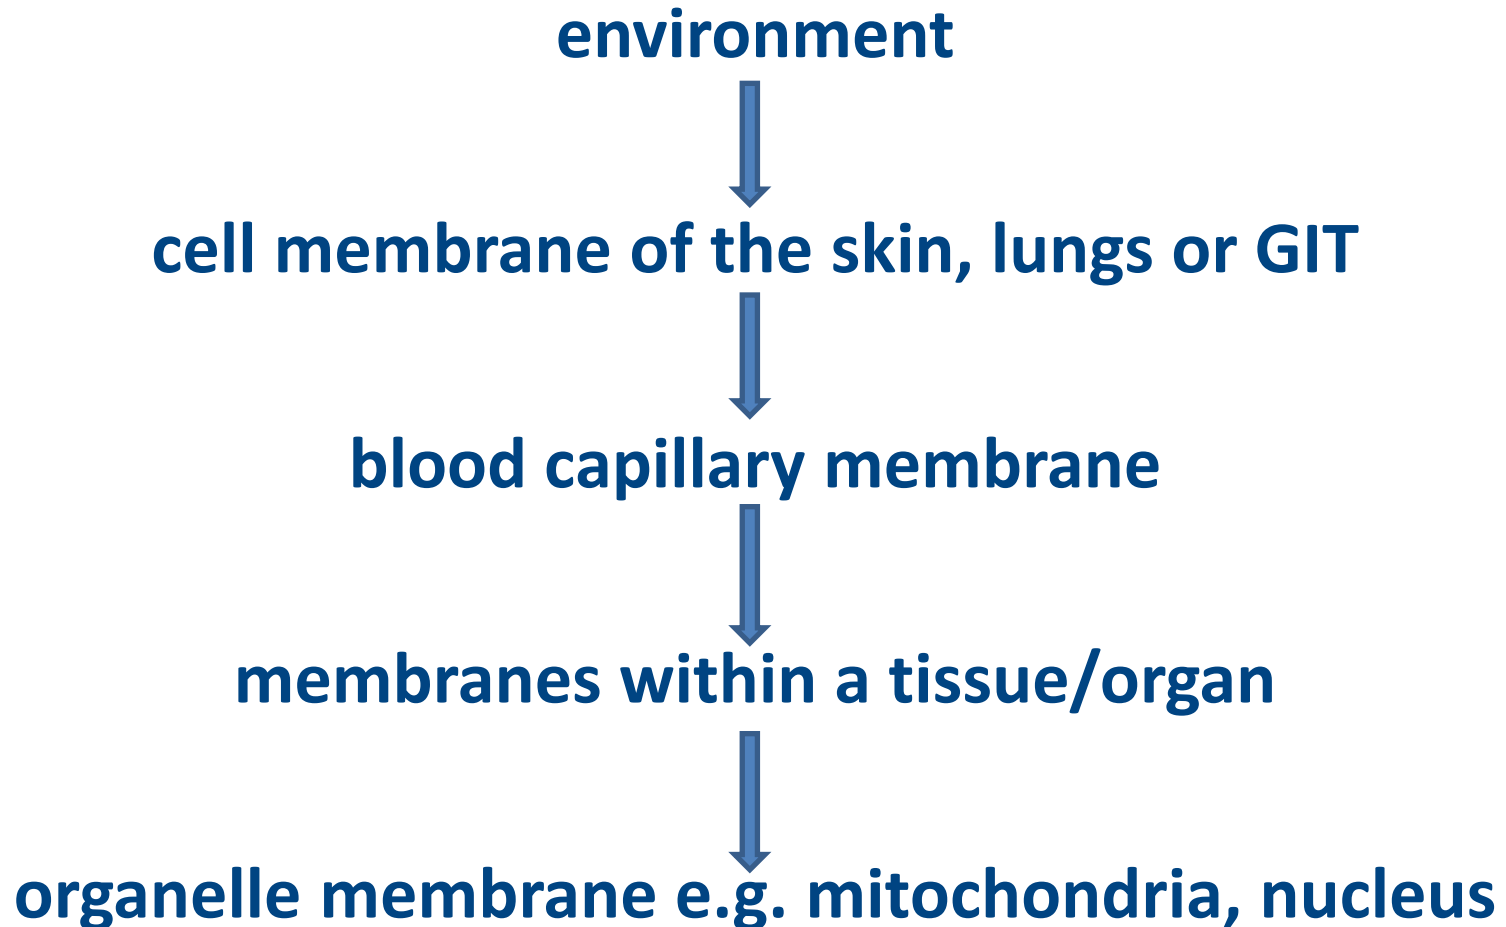 environment
cell membrane of the skin, lungs or GIT
blood capillary membrane
membranes within a tissue/organ
organelle membrane e.g. mitochondria, nucleus